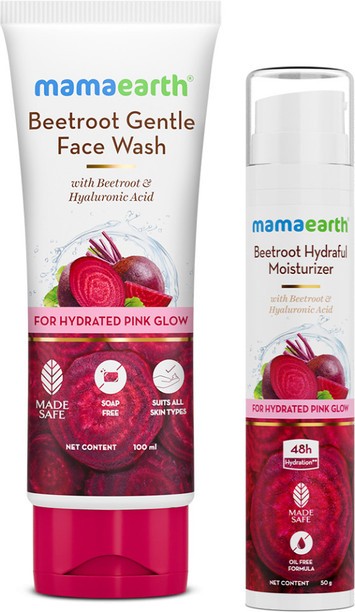 mamaearth®
Beetroot Gentle
Face Wash
with Beetroot &
Hyaluronic Acid
FOR HYDRATED PINK GLOW
MADE
SAFE
SOAP
FREE
SUITS ALL
SKIN TYPES
NET CONTENT 100 ml
mamaearth®
Beetroot Hydraful
Moisturizer
with Beetroot &
Hyaluronic Acid
FOR HYDRATED PINK GLOW
48h
Hydration**
MADE
SAFE
OIL FREE
FORMULA
NET CONTENT 50 g